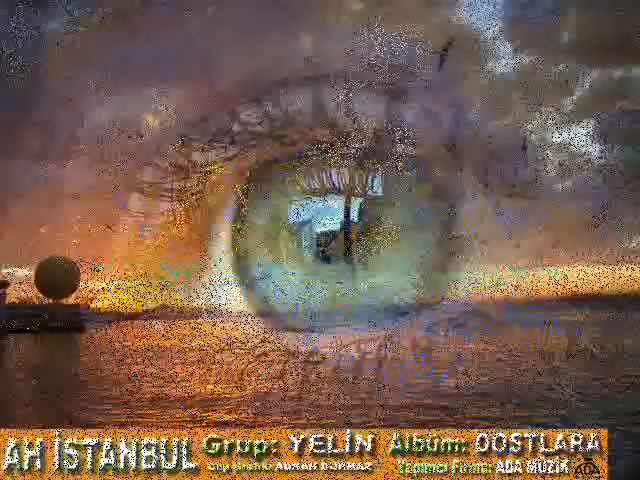 AH İSTANBUL Grup: YELİN Albüm: DOSTLARA
Yapımcı Firma: ADA MÜZİK